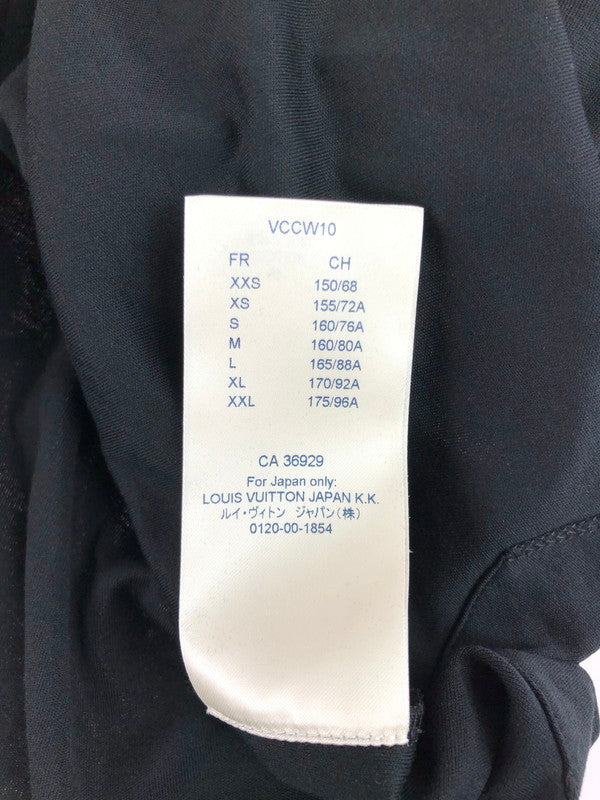 VCCW10
FR CH
XXS 150/68
XS 155/72A
S 160/76A
M 160/80A
L 165/88A
XL 170/92A
XXL 175/96A
CA 36929
For Japan only:
LOUIS VUITTON JAPAN K.K.
ルイ・ヴィトン ジャパン(株)
0120-00-1854